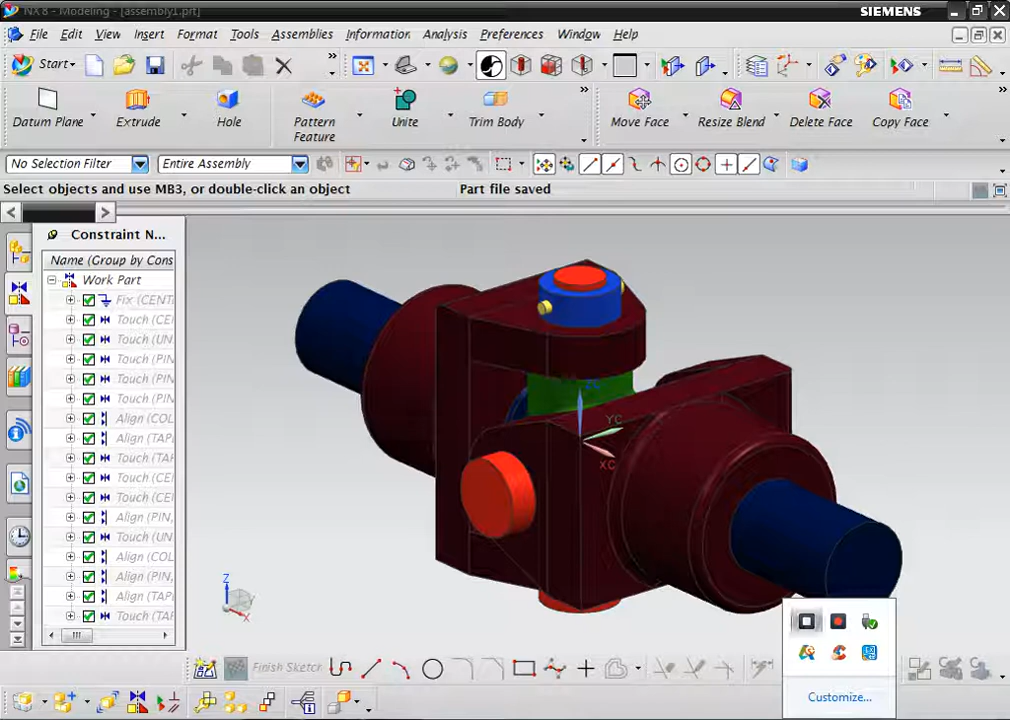 NX 8 - Modeling - [assembly1.prt]
SIEMENS
File Edit View Insert Format Tools Assemblies Information Analysis Preferences Window Help
Start
Datum Plane Extrude Hole Pattern Feature Unite Trim Body Move Face Resize Blend Delete Face Copy Face
No Selection Filter Entire Assembly
Select objects and use MB3, or double-click an object Part file saved
Constraint N...
Name (Group by Cons
Work Part
Fix (CENT
Touch (CE
Touch (UN
Touch (PIN
Touch (PIN
Touch (PIN
Align (COL
Align (TAP
Touch (TAP
Touch (CEN
Touch (CEN
Align (PIN,
Touch (UN
Align (COL
Align (PIN,
Align (TAP
Touch (TAP
YC
XC
Z
Y
X
Finish Sketch
Customize...